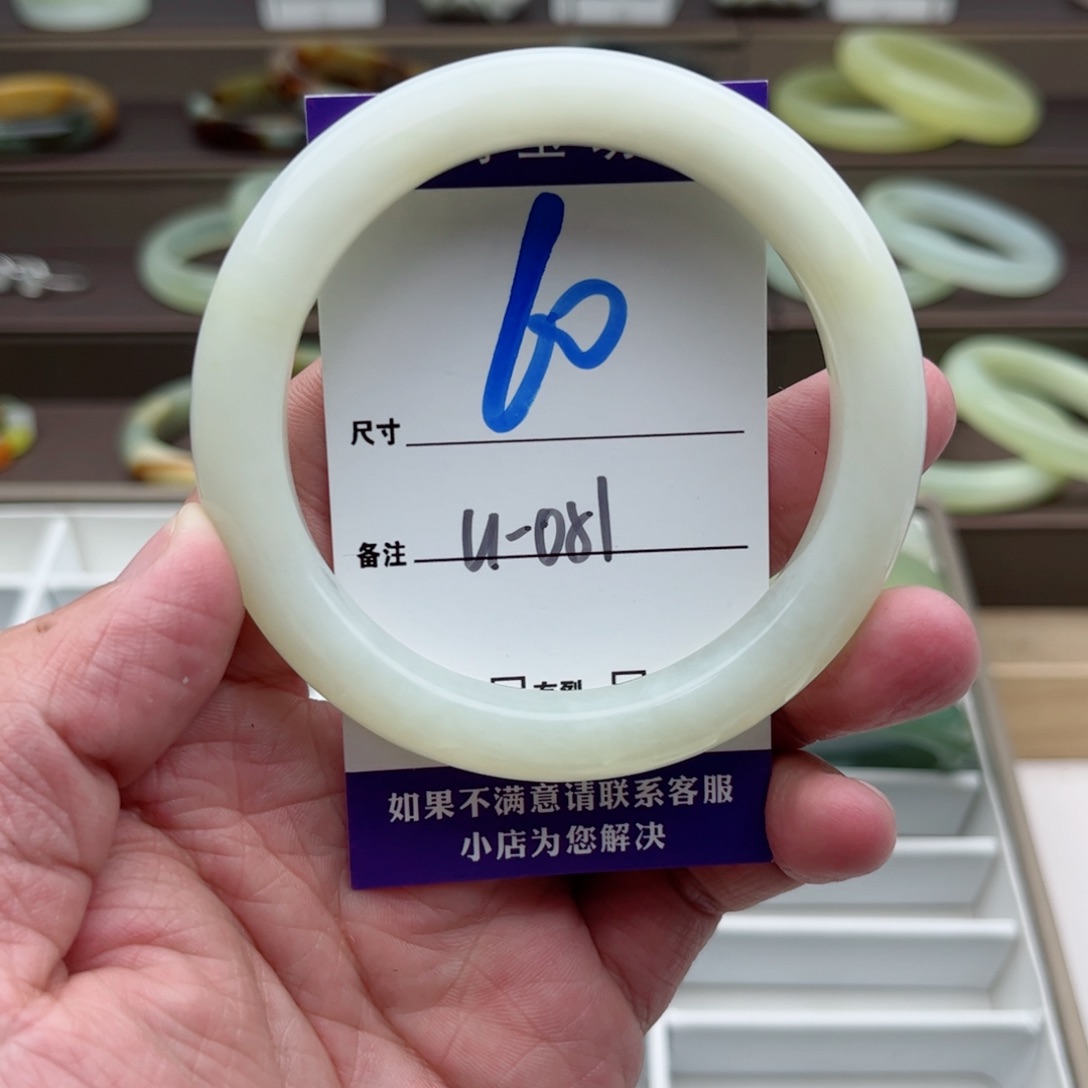 60
尺寸
u-081
备注
如果不满意请联系客服
小店为您解决